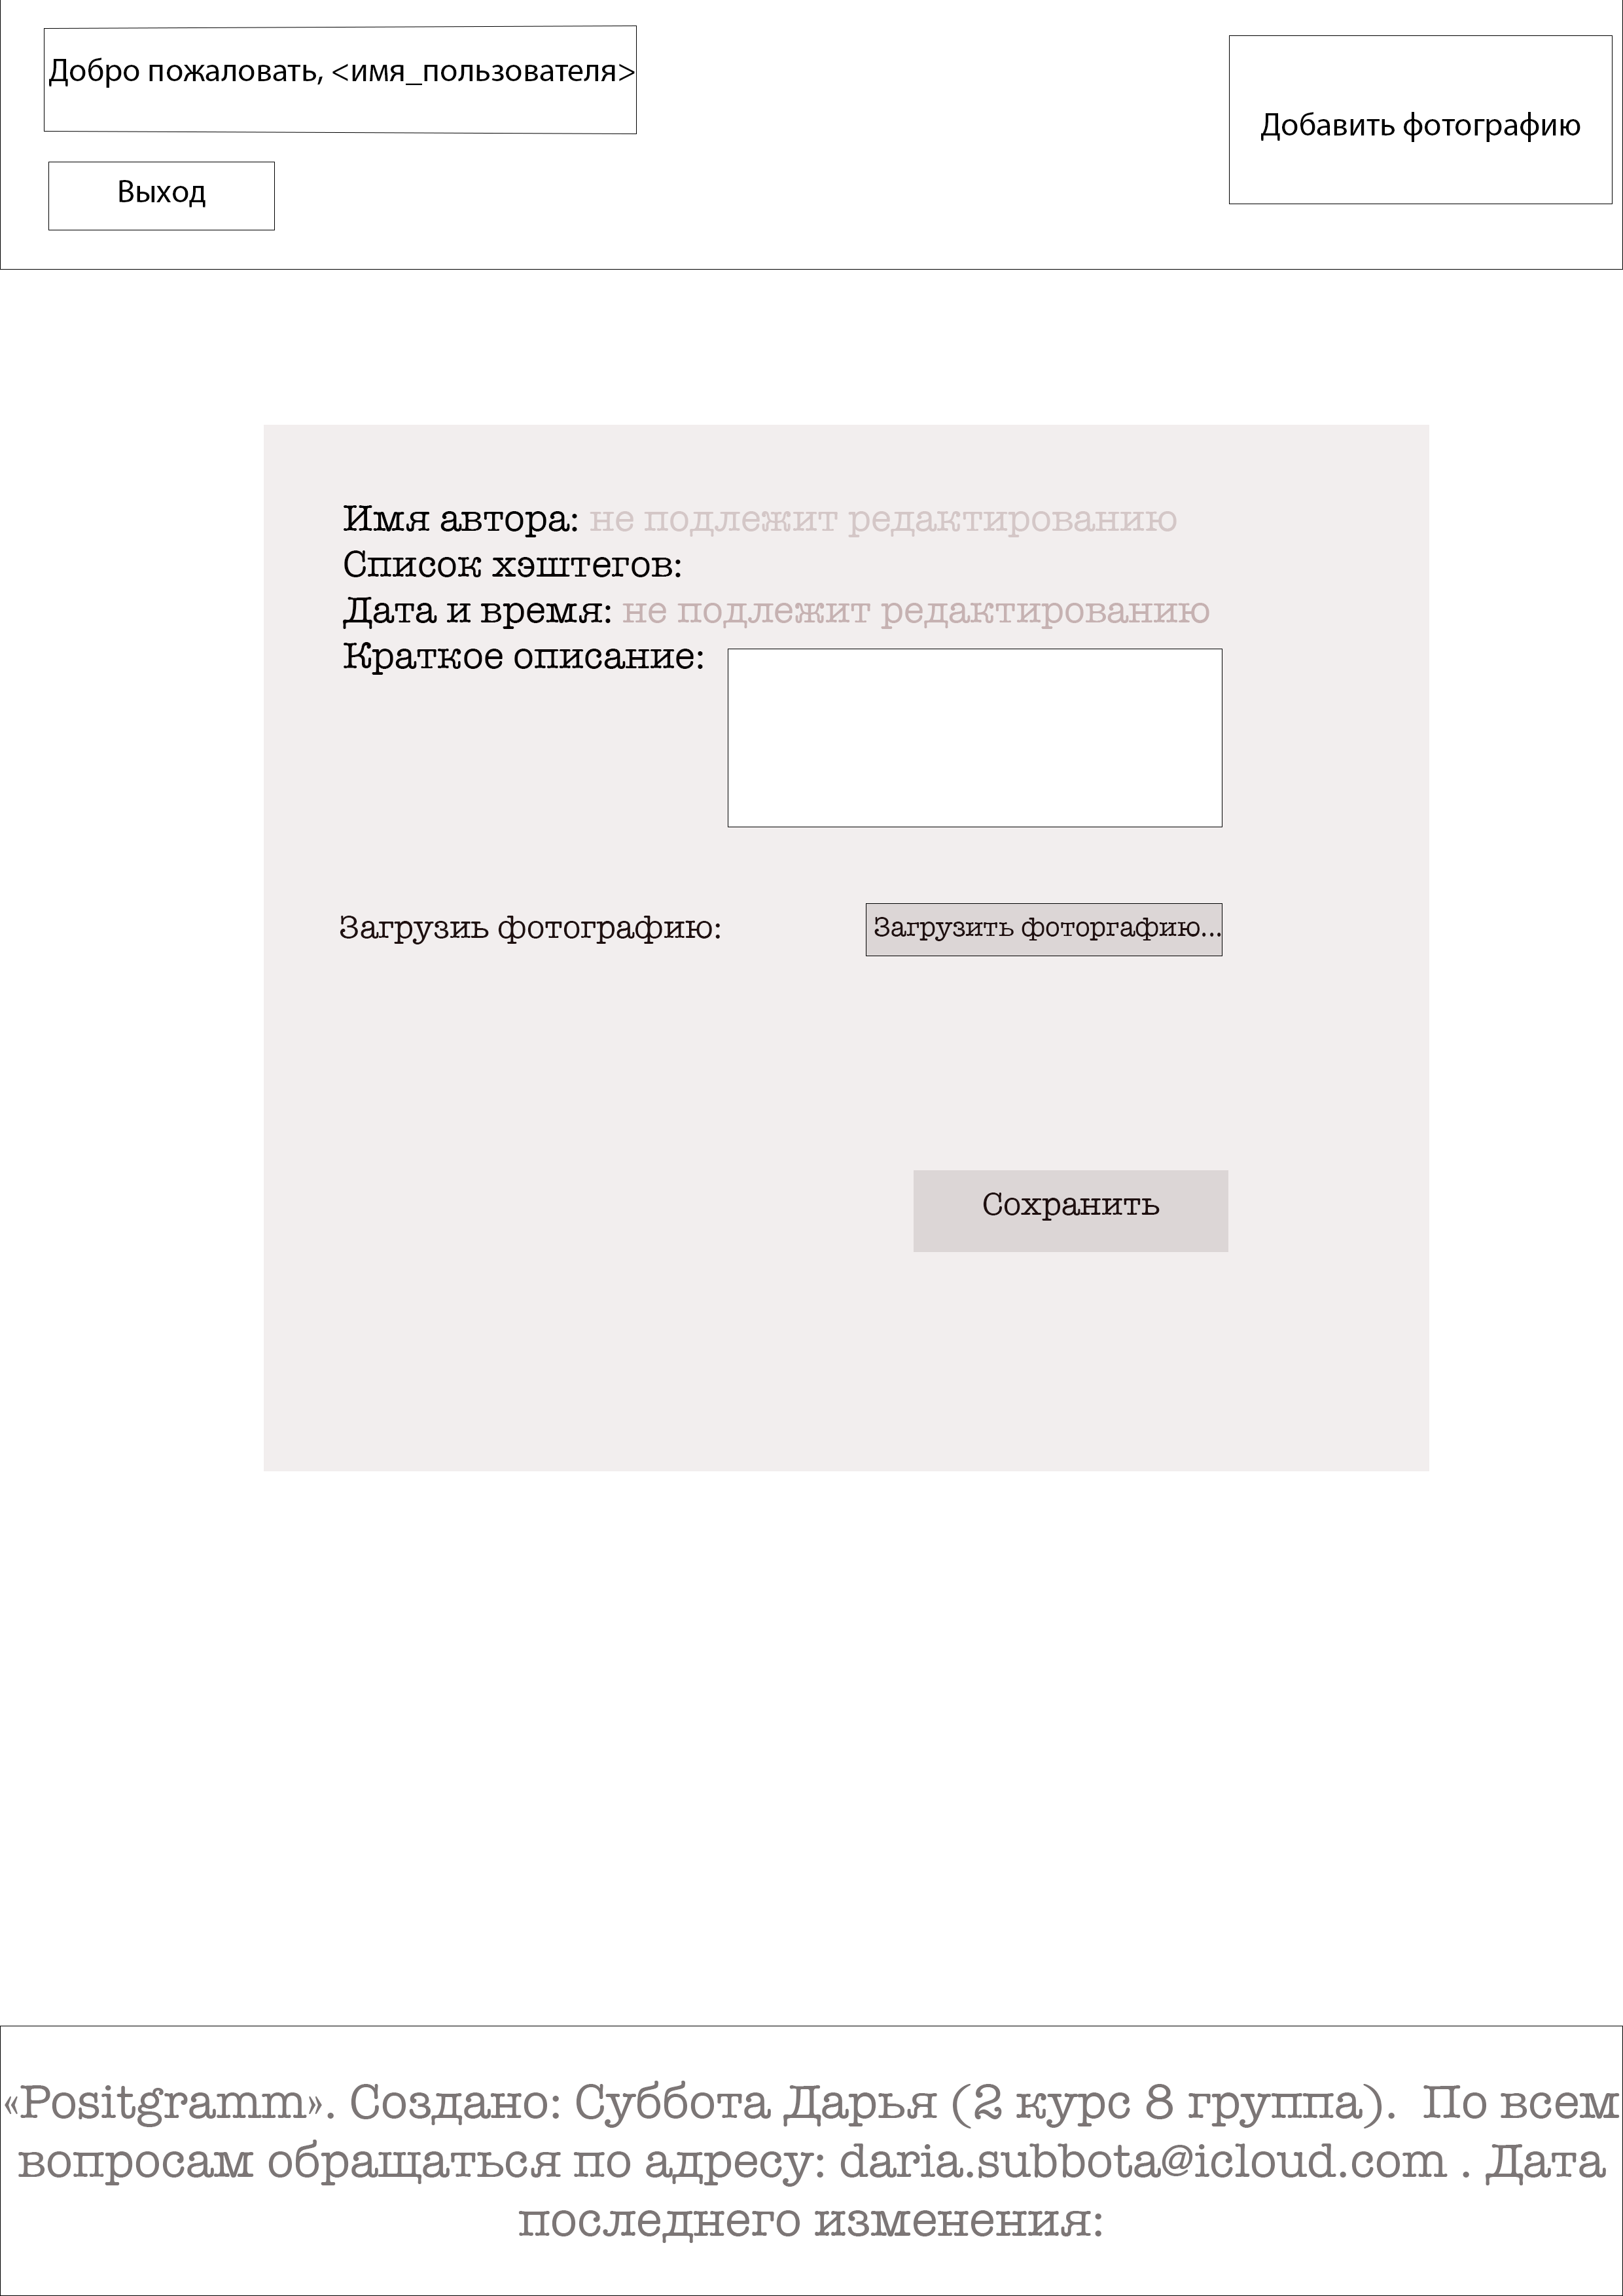 Добро пожаловать, <имя_пользователя>
Выход
Добавить фотографию
Имя автора: не подлежит редактированию
Список хэштегов:
Дата и время: не подлежит редактированию
Краткое описание:
Загрузиь фотографию:
Загрузить фоторгафию...
Сохранить
«Positgramm». Создано: Суббота Дарья (2 курс 8 группа). По всем
вопросам обращаться по адресу: daria.subbota@icloud.com . Дата
последнего изменения: